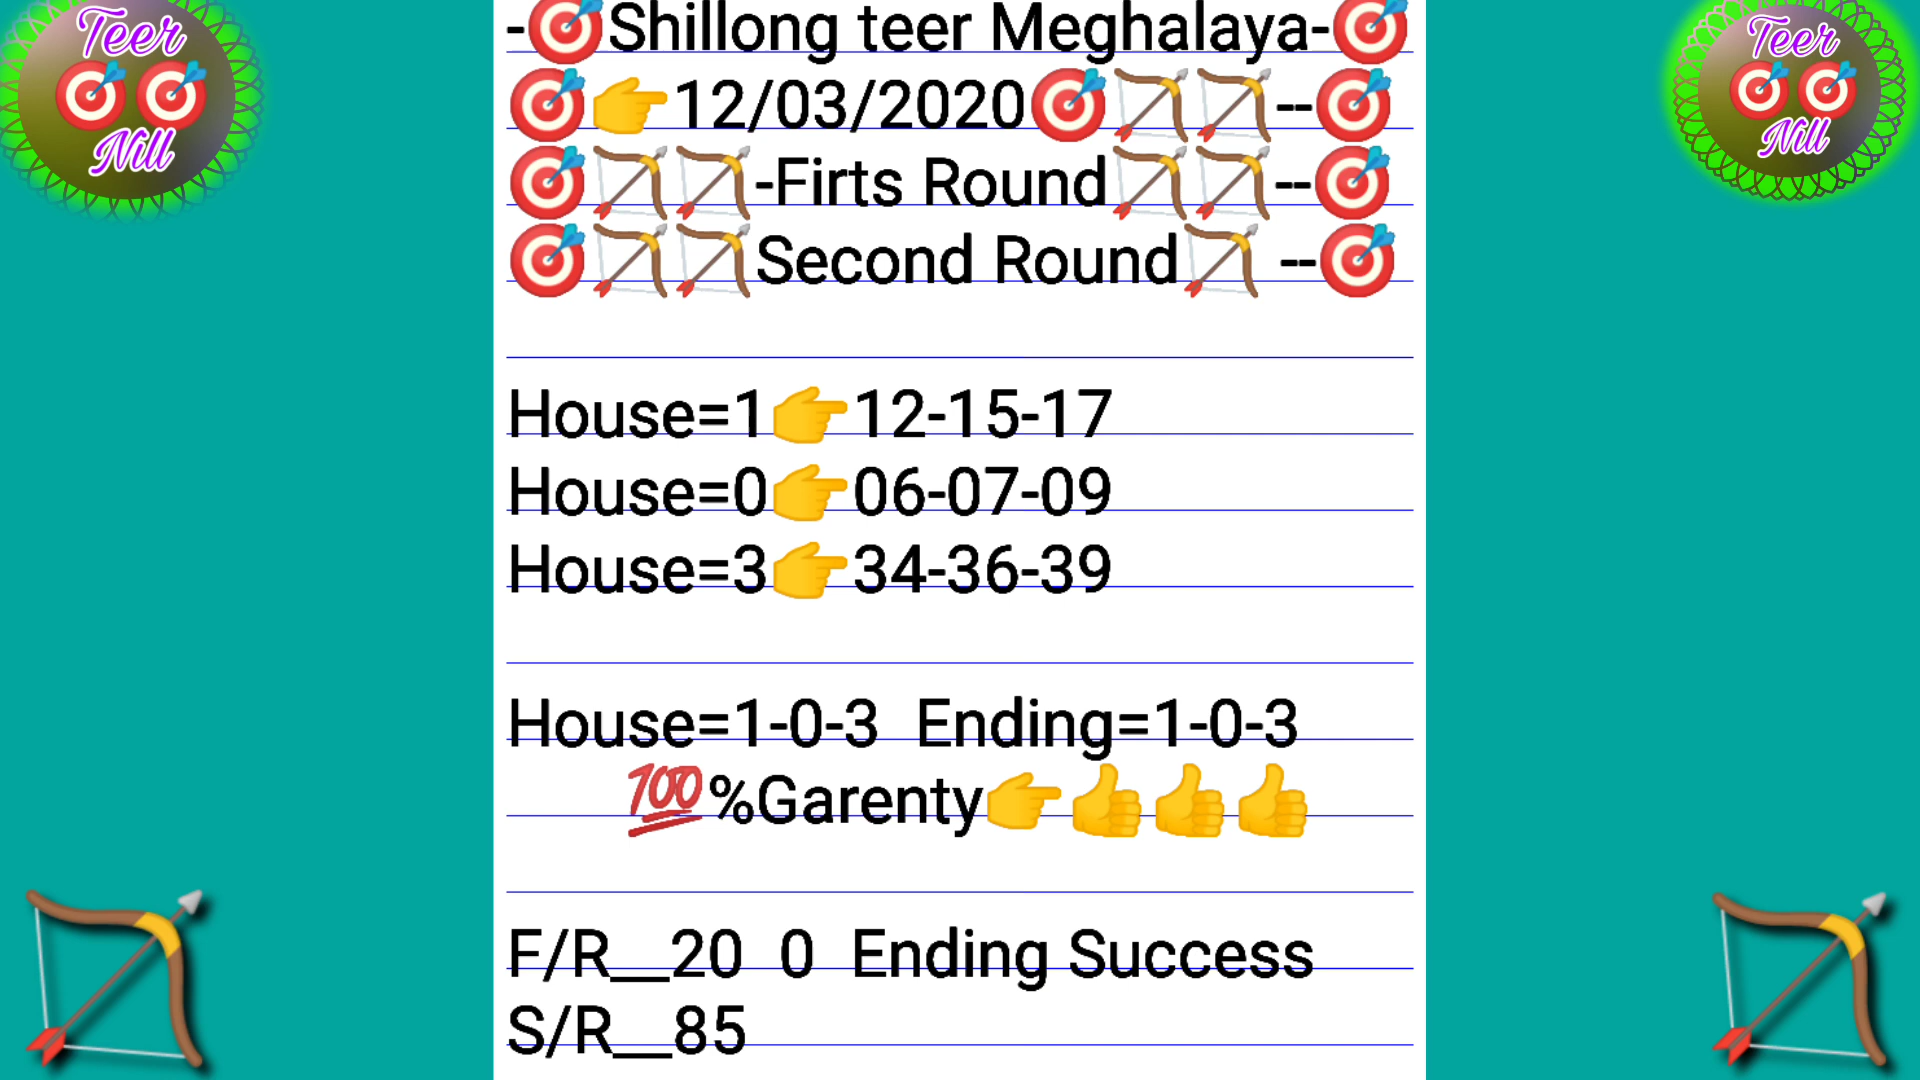 Teer
Nill
-🎯Shillong teer Meghalaya-🎯
🎯👉12/03/2020🎯🏹🏹--🎯
🎯🏹🏹-Firts Round🏹🏹--🎯
🎯🏹🏹Second Round🏹 --🎯
House=1👉12-15-17
House=0👉06-07-09
House=3👉34-36-39
House=1-0-3 Ending=1-0-3
💯%Garenty👉👍👍👍
F/R__20 0 Ending Success
S/R__85
Teer
Nill